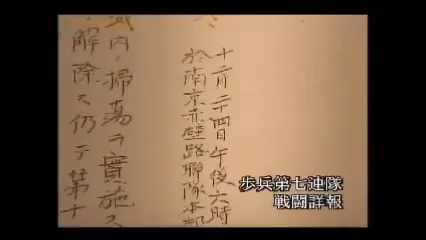 十二月二十四日午後六時
於南京赤壁路聯隊本部
域内ノ掃蕩ヲ實施ス
解除ス仍テ第十
歩兵第七連隊
戦闘詳報